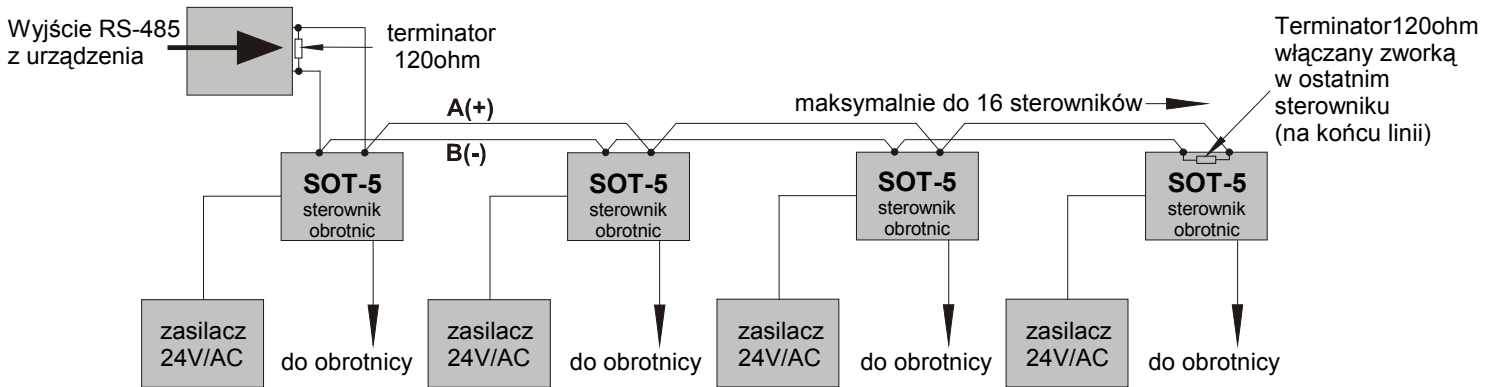 Wyjście RS-485
z urządzenia
terminator
120ohm
Terminator120ohm
włączany zworką
w ostatnim
sterowniku
(na końcu linii)
A(+)
maksymalnie do 16 sterowników
B(-)
SOT-5
sterownik
obrotnic
SOT-5
sterownik
obrotnic
SOT-5
sterownik
obrotnic
SOT-5
sterownik
obrotnic
zasilacz
24V/AC
do obrotnicy
zasilacz
24V/AC
do obrotnicy
zasilacz
24V/AC
do obrotnicy
zasilacz
24V/AC
do obrotnicy